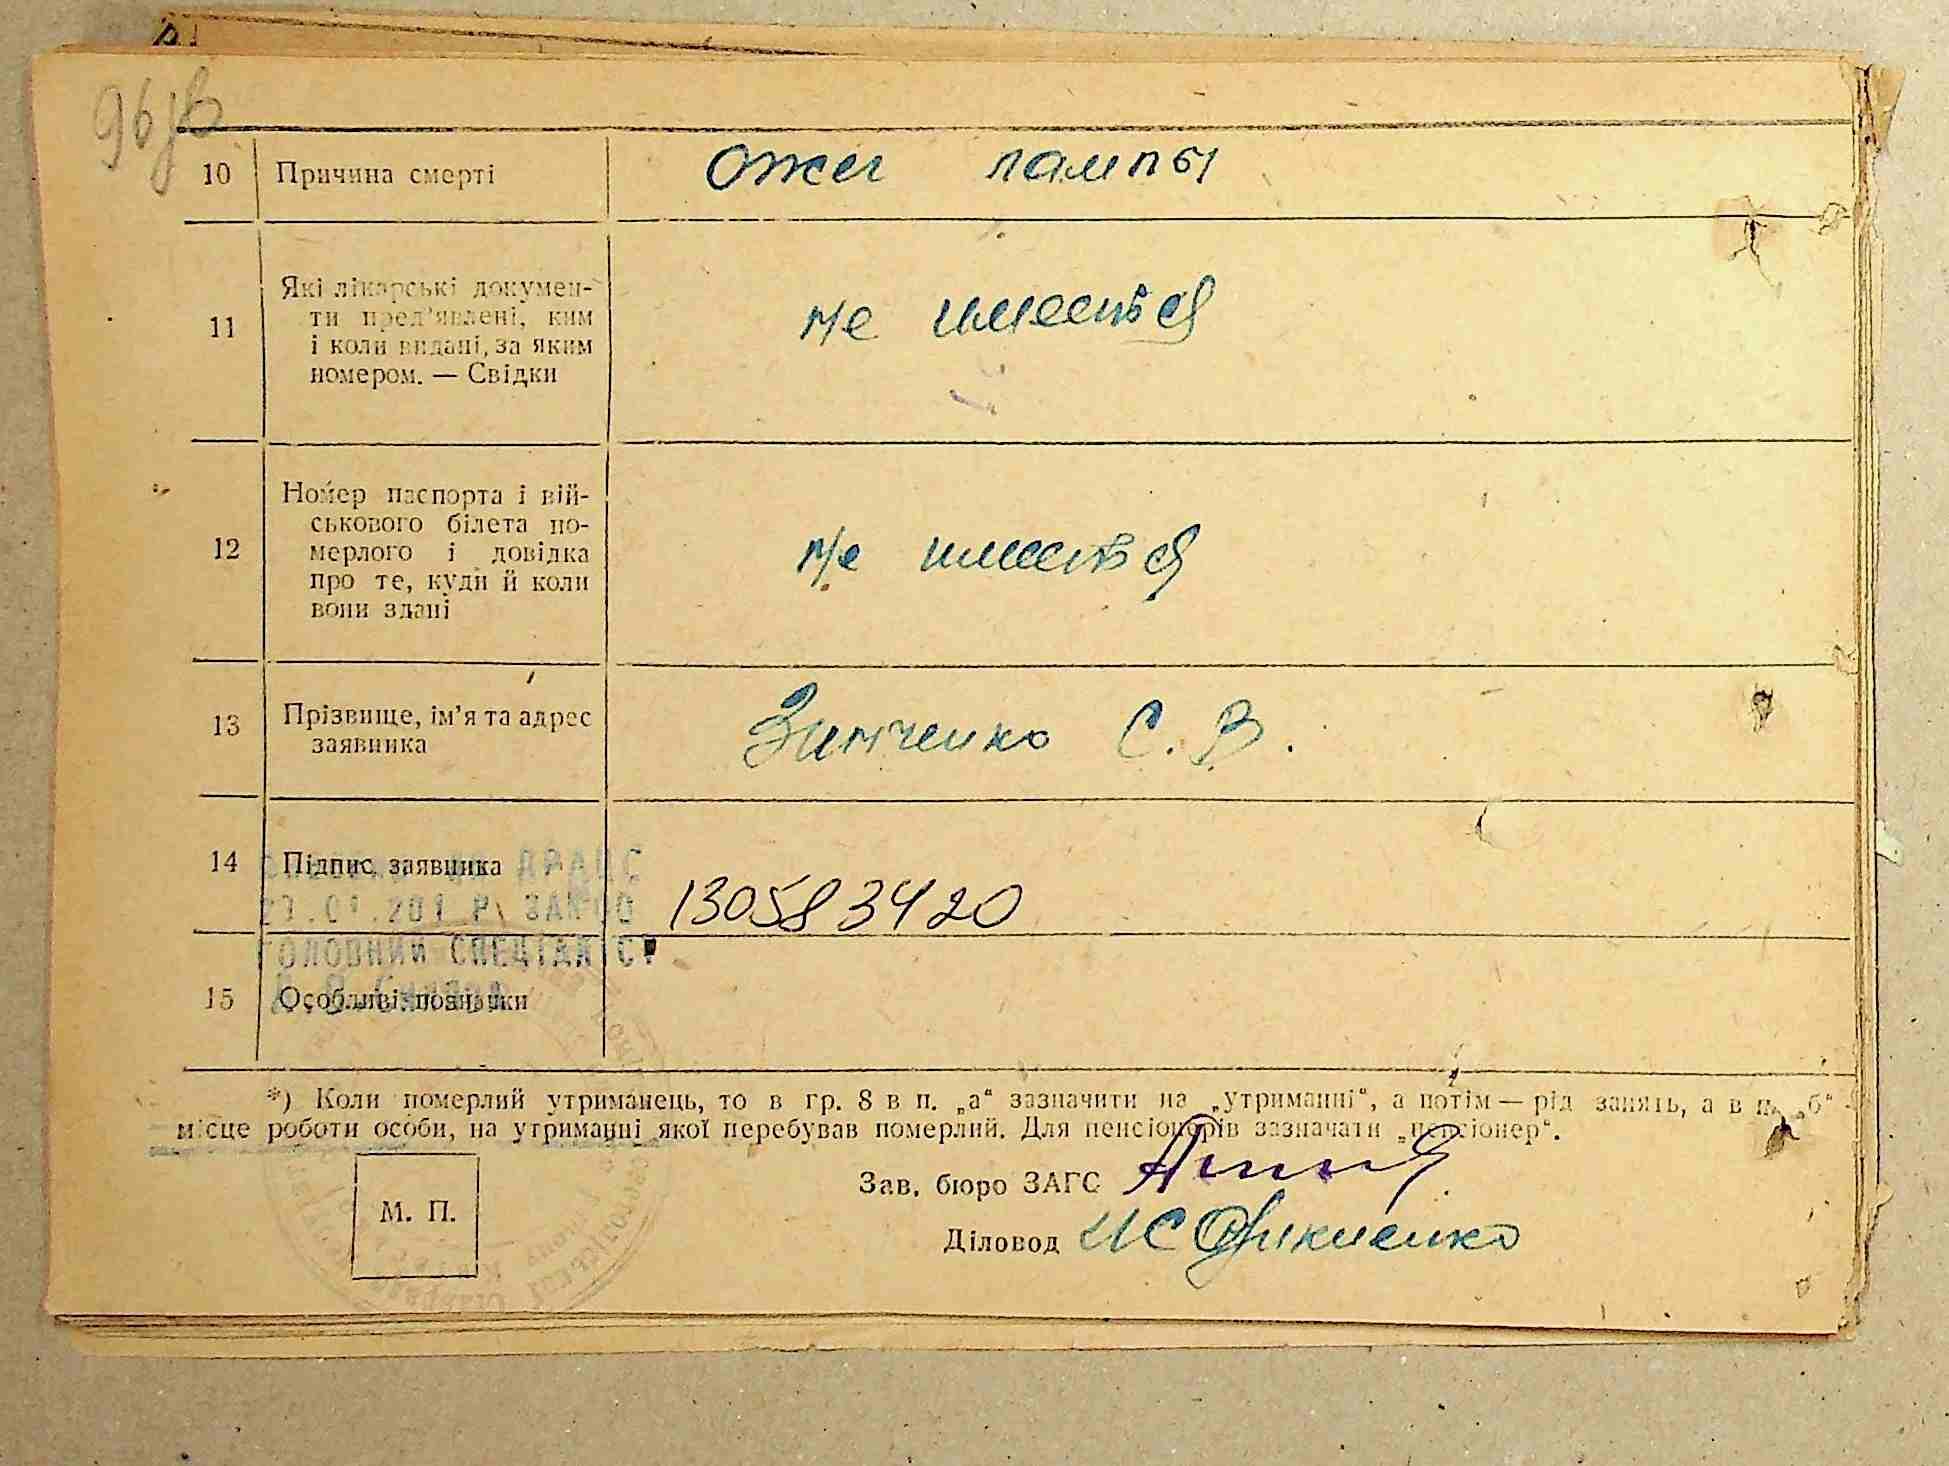 96
10 Причина смерті ожег лампы
11 Які лікарські докумен-
ти пред'явлені, ким
і коли видані, за яким
номером. — Свідки
не имеется
12 Номер паспорта і вій-
ськового білета по-
мерлого і довідка
про те, куди й коли
вони здані
не имеется
13 Прізвище, ім'я та адрес
заявника
Зинченко С. В.
14 Підпис заявника
ДРАЦС
130583420
ГОЛОВНИЙ СПЕЦІАЛІСТ
15 Особливі познаки
*) Коли померлий утриманець, то в гр. 8 в п. „а“ зазначити на „утриманні“, а потім — рід занять, а в п. „б“ -
місце роботи особи, на утриманні якої перебував померлий. Для пенсіонерів зазначати „пенсіонер“.
Зав. бюро ЗАГС
М. П.
Діловод